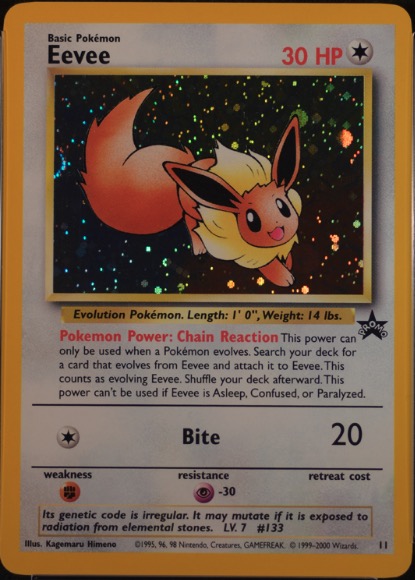 Basic Pokémon
Eevee
30 HP
Evolution Pokémon. Length: 1' 0", Weight: 14 lbs.
Pokemon Power: Chain Reaction This power can
only be used when a Pokémon evolves. Search your deck for
a card that evolves from Eevee and attach it to Eevee. This
counts as evolving Eevee. Shuffle your deck afterward. This
power can't be used if Eevee is Asleep, Confused, or Paralyzed.
PROMO
Bite 20
weakness resistance retreat cost
-30
Its genetic code is irregular. It may mutate if it is exposed to
radiation from elemental stones. LV. 7 #133
Illus. Kagemaru Himeno ©1995, 96, 98 Nintendo, Creatures, GAMEFREAK. © 1999-2000 Wizards. 11